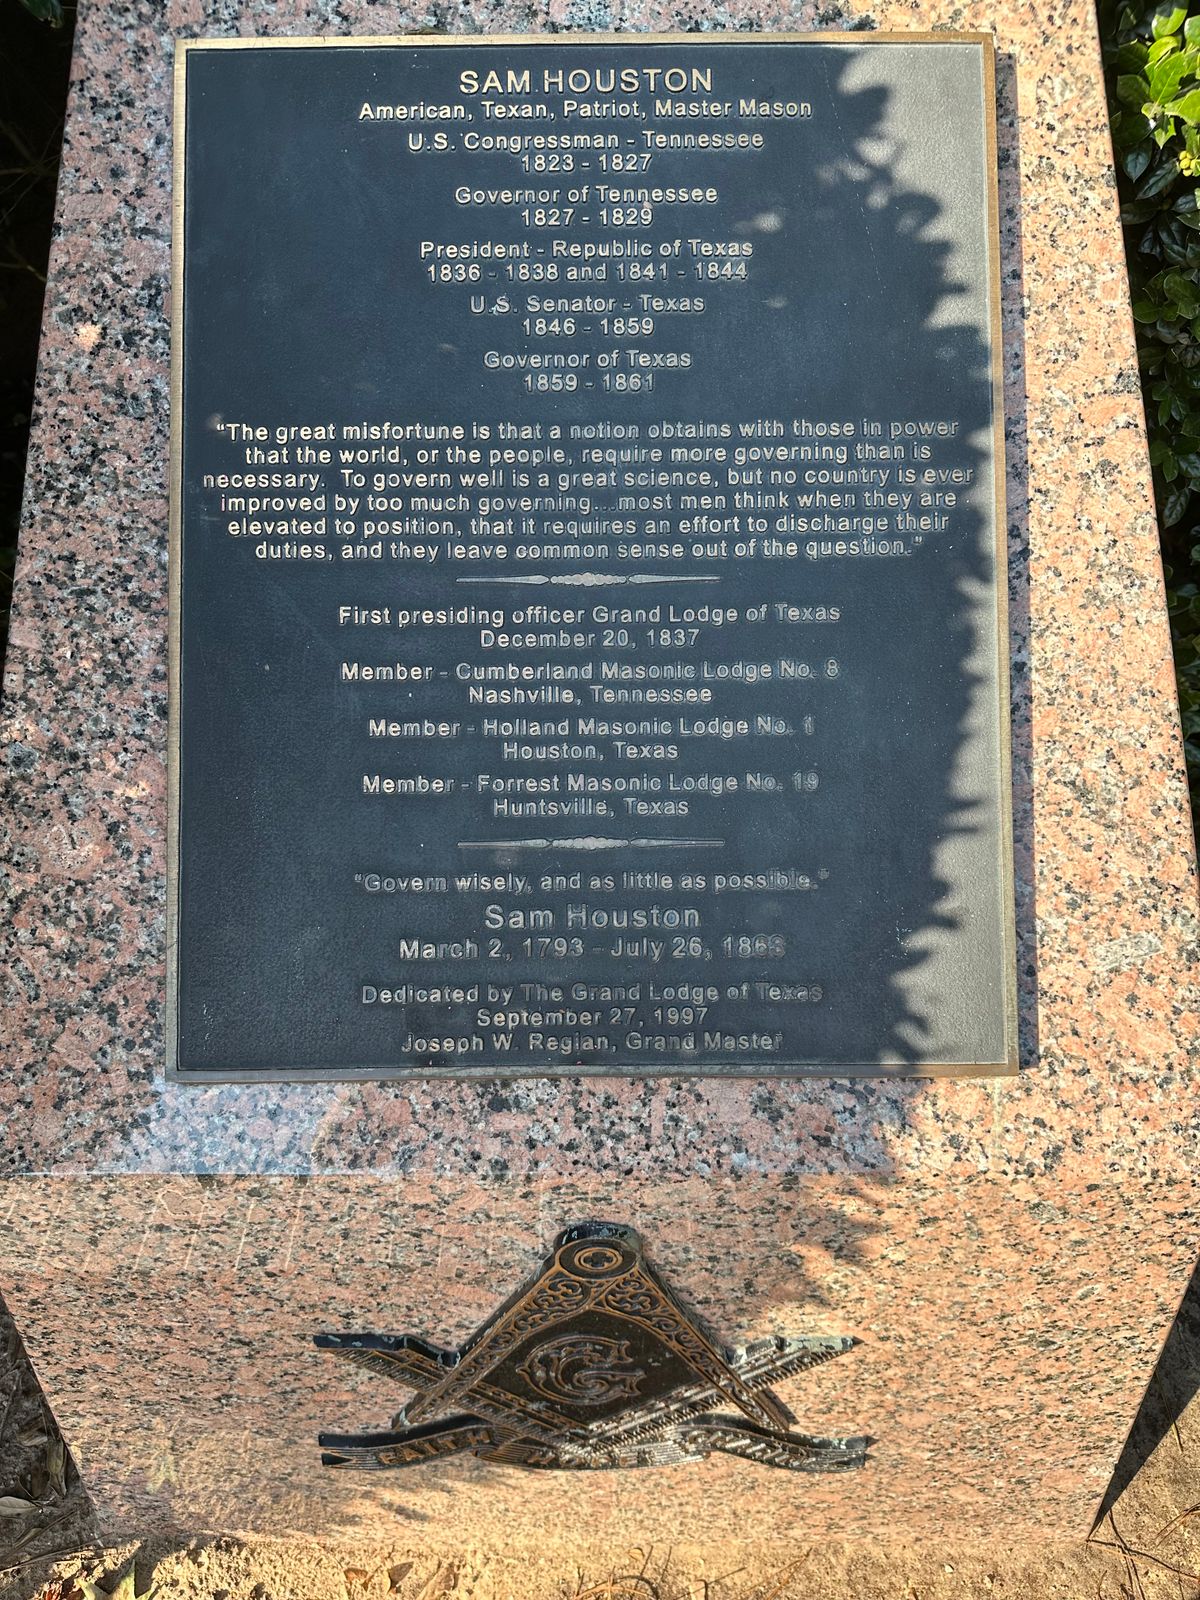 SAM HOUSTON
American, Texan, Patriot, Master Mason
U.S. Congressman - Tennessee
1823 - 1827
Governor of Tennessee
1827 - 1829
President - Republic of Texas
1836 - 1838 and 1841 - 1844
U.S. Senator - Texas
1846 - 1859
Governor of Texas
1859 - 1861
"The great misfortune is that a notion obtains with those in power
that the world, or the people, require more governing than is
necessary. To govern well is a great science, but no country is ever
improved by too much governing...most men think when they are
elevated to position, that it requires an effort to discharge their
duties, and they leave common sense out of the question."
First presiding officer Grand Lodge of Texas
December 20, 1837
Member - Cumberland Masonic Lodge No. 8
Nashville, Tennessee
Member - Holland Masonic Lodge No. 1
Houston, Texas
Member - Forrest Masonic Lodge No. 19
Huntsville, Texas
"Govern wisely, and as little as possible."
Sam Houston
March 2, 1793 - July 26, 1863
Dedicated by The Grand Lodge of Texas
September 27, 1997
Joseph W. Regian, Grand Master
G
FAITH HOPE CHARITY